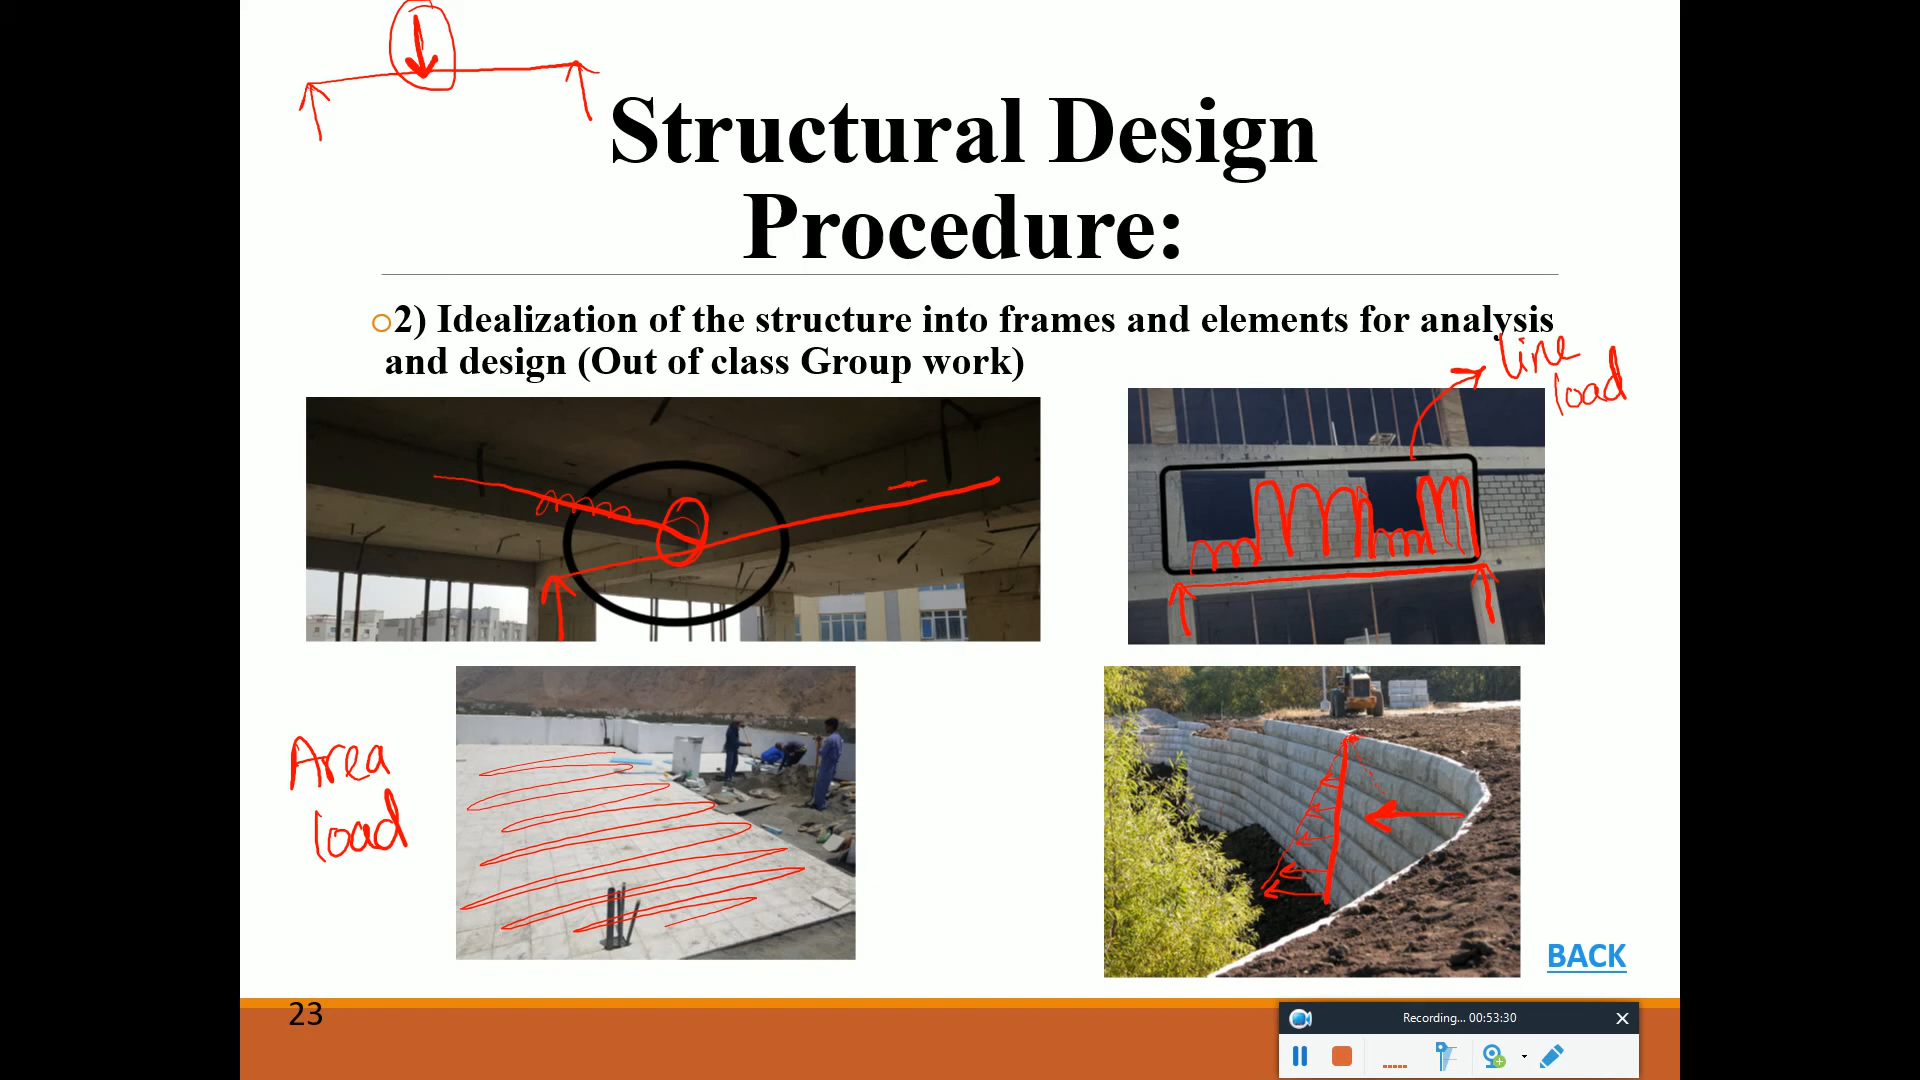 Structural Design
Procedure:
2) Idealization of the structure into frames and elements for analysis
and design (Out of class Group work)
line
load
Area
load
BACK
23
Recording... 00:53:30